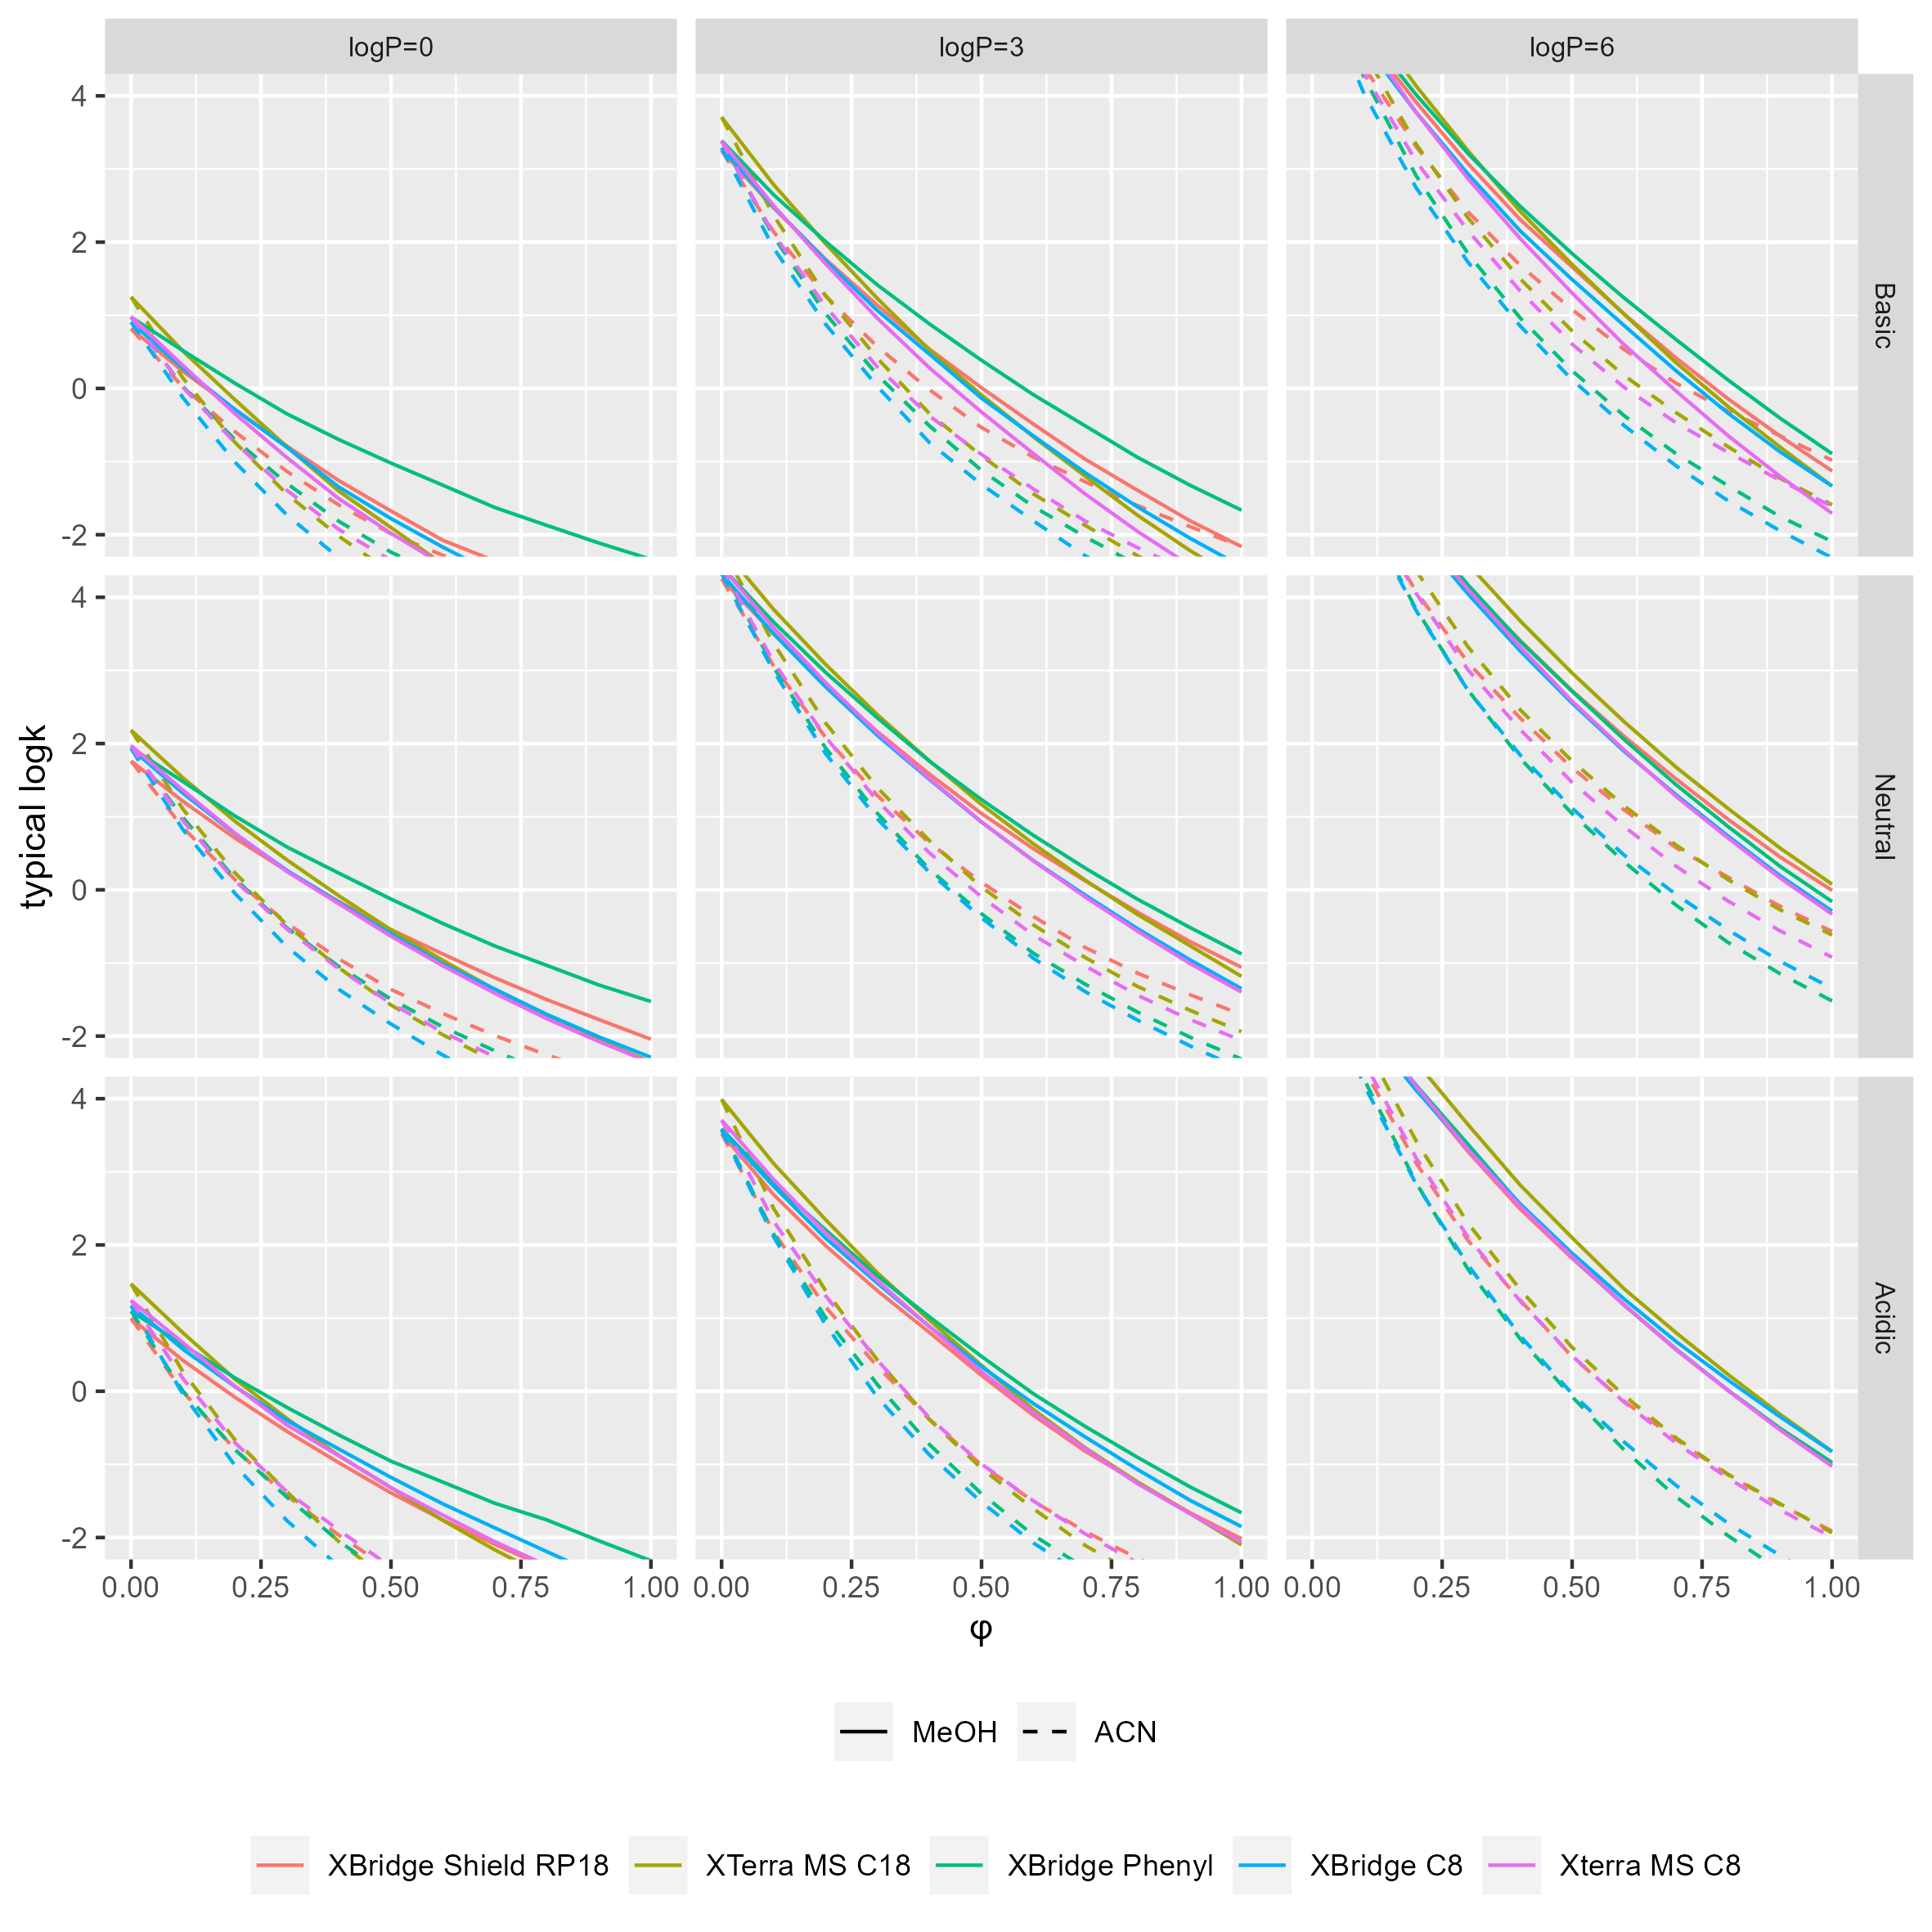 logP=0 logP=3 logP=6
4
2
0
-2
Basic
typical logk
4
2
0
-2
Neutral
4
2
0
-2
Acidic
0.00 0.25 0.50 0.75 1.00 0.00 0.25 0.50 0.75 1.00 0.00 0.25 0.50 0.75 1.00
φ
MeOH ACN
XBridge Shield RP18 XTerra MS C18 XBridge Phenyl XBridge C8 Xterra MS C8